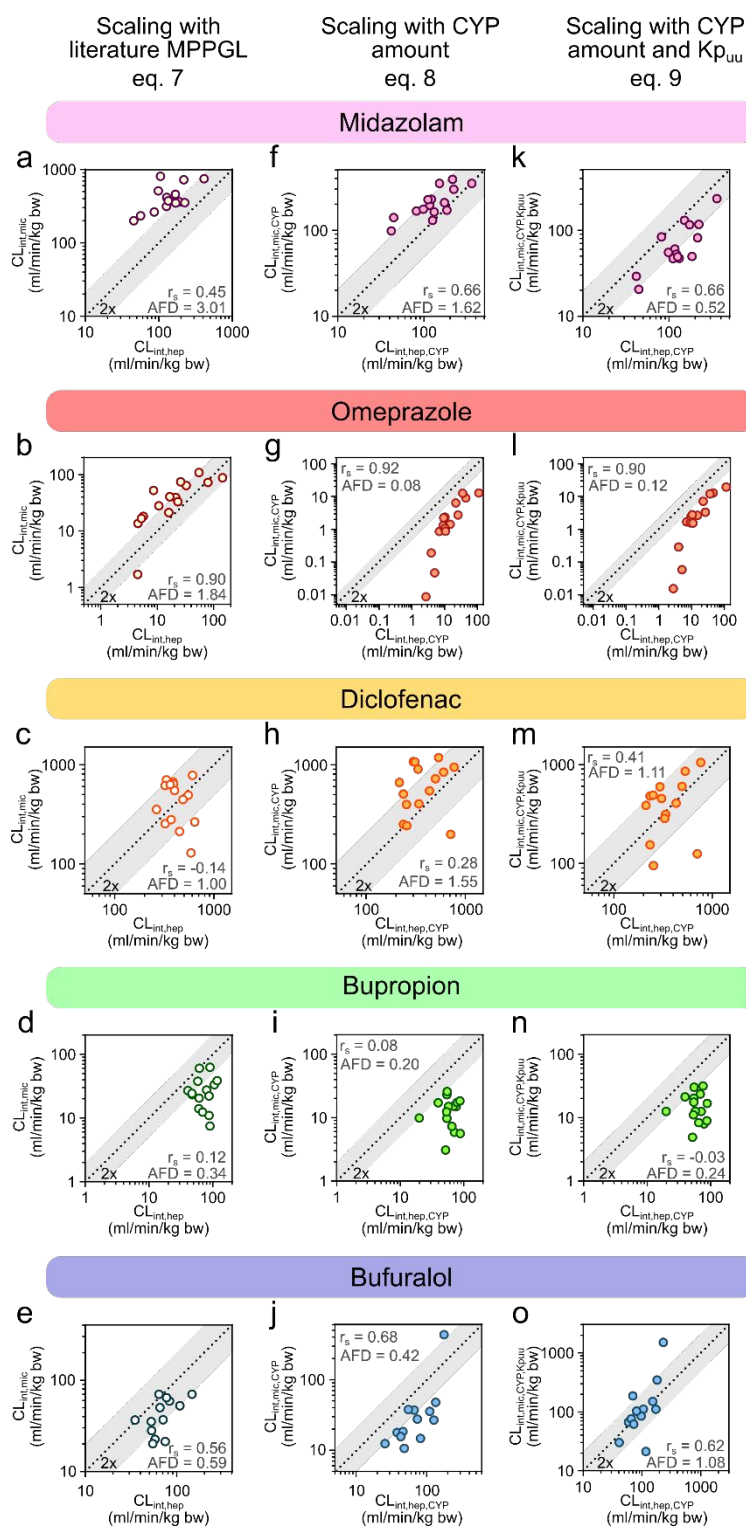 Scaling with
literature MPPGL
eq. 7
Scaling with CYP
amount
eq. 8
Scaling with CYP
amount and Kpuu
eq. 9
Midazolam
a
1000
100
10
10
100
1000
CLint,mic
(ml/min/kg bw)
2x
rs = 0.45
AFD = 3.01
CLint,hep
(ml/min/kg bw)
f
100
10
10
100
CLint,mic,CYP
(ml/min/kg bw)
2x
rs = 0.66
AFD = 1.62
CLint,hep,CYP
(ml/min/kg bw)
k
100
10
10
100
CLint,mic,CYP,Kpuu
(ml/min/kg bw)
2x
rs = 0.66
AFD = 0.52
CLint,hep,CYP
(ml/min/kg bw)
Omeprazole
b
100
10
1
1
10
100
CLint,mic
(ml/min/kg bw)
2x
rs = 0.90
AFD = 1.84
CLint,hep
(ml/min/kg bw)
g
100
10
1
0.1
0.01
0.01
0.1
1
10
100
CLint,mic,CYP
(ml/min/kg bw)
rs = 0.92
AFD = 0.08
2x
CLint,hep,CYP
(ml/min/kg bw)
l
100
10
1
0.1
0.01
0.01
0.1
1
10
100
CLint,mic,CYP,Kpuu
(ml/min/kg bw)
rs = 0.90
AFD = 0.12
2x
CLint,hep,CYP
(ml/min/kg bw)
Diclofenac
c
1000
100
100
1000
CLint,mic
(ml/min/kg bw)
2x
rs = -0.14
AFD = 1.00
CLint,hep
(ml/min/kg bw)
h
1000
100
100
1000
CLint,mic,CYP
(ml/min/kg bw)
2x
rs = 0.28
AFD = 1.55
CLint,hep,CYP
(ml/min/kg bw)
m
1000
100
100
1000
CLint,mic,CYP,Kpuu
(ml/min/kg bw)
rs = 0.41
AFD = 1.11
2x
CLint,hep,CYP
(ml/min/kg bw)
Bupropion
d
100
10
1
1
10
100
CLint,mic
(ml/min/kg bw)
2x
rs = 0.12
AFD = 0.34
CLint,hep
(ml/min/kg bw)
i
100
10
1
1
10
100
CLint,mic,CYP
(ml/min/kg bw)
rs = 0.08
AFD = 0.20
2x
CLint,hep,CYP
(ml/min/kg bw)
n
100
10
1
1
10
100
CLint,mic,CYP,Kpuu
(ml/min/kg bw)
2x
rs = -0.03
AFD = 0.24
CLint,hep,CYP
(ml/min/kg bw)
Bufuralol
e
100
10
10
100
CLint,mic
(ml/min/kg bw)
2x
rs = 0.56
AFD = 0.59
CLint,hep
(ml/min/kg bw)
j
100
10
10
100
CLint,mic,CYP
(ml/min/kg bw)
rs = 0.68
AFD = 0.42
2x
CLint,hep,CYP
(ml/min/kg bw)
o
1000
100
10
10
100
1000
CLint,mic,CYP,Kpuu
(ml/min/kg bw)
2x
rs = 0.62
AFD = 1.08
CLint,hep,CYP
(ml/min/kg bw)